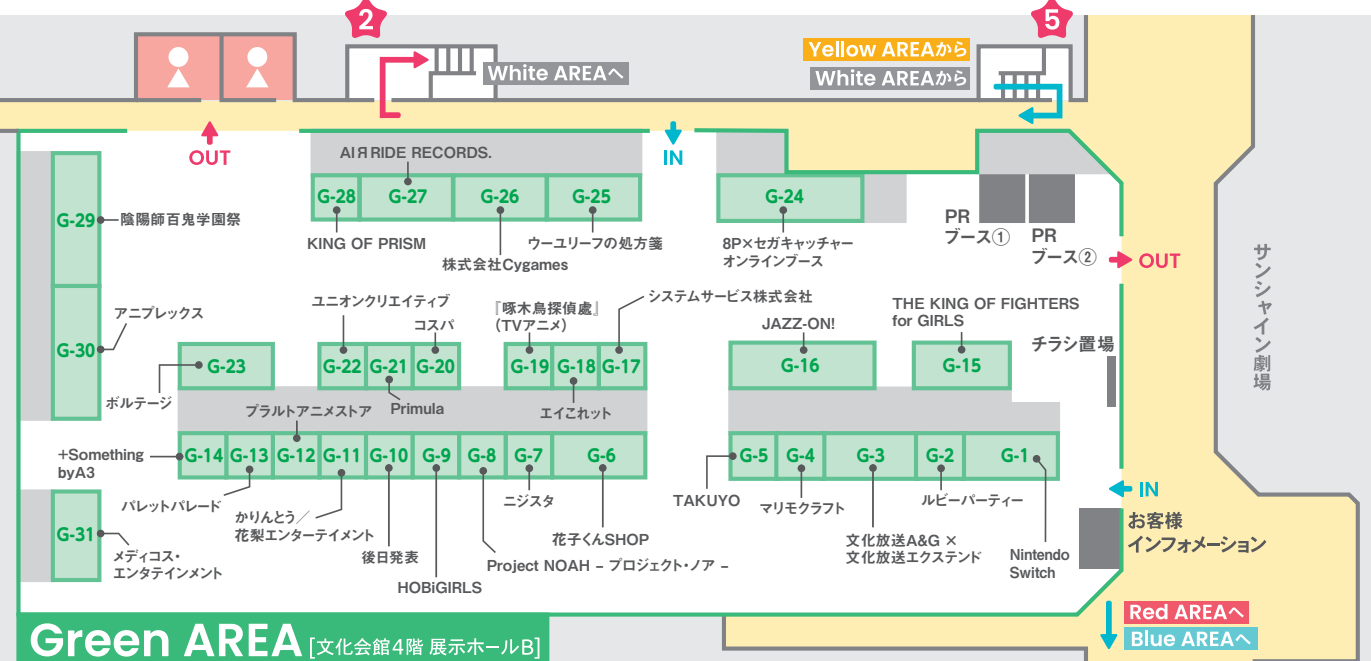 2
5
Yellow AREAから
White AREAへ
White AREAから
OUT
IN
AIЯRIDE RECORDS.
G-28
G-27
G-26
G-25
G-24
G-29
陰陽師百鬼学園祭
KING OF PRISM
株式会社Cygames
ウーユリーフの処方箋
8P×セガキャッチャー
オンラインブース
PR
ブース①
PR
ブース②
OUT
サンシャイン劇場
アニプレックス
G-30
ユニオンクリエイティブ
コスパ
『啄木鳥探偵處』
(TVアニメ)
システムサービス株式会社
JAZZ-ON!
THE KING OF FIGHTERS
for GIRLS
チラシ置場
G-23
G-22
G-21
G-20
G-19
G-18
G-17
G-16
G-15
ボルテージ
プラルトアニメストア
Primula
エイこれット
+Something
byA3
G-14
G-13
G-12
G-11
G-10
G-9
G-8
G-7
G-6
G-5
G-4
G-3
G-2
G-1
IN
パレットパレード
かりんとう／
花梨エンターテイメント
後日発表
HOBiGIRLS
Project NOAH – プロジェクト・ノア –
ニジスタ
花子くんSHOP
TAKUYO
マリモクラフト
文化放送A&G ×
文化放送エクステンド
ルビーパーティー
Nintendo
Switch
お客様
インフォメーション
G-31
メディコス・
エンタテインメント
Red AREAへ
Blue AREAへ
Green AREA [文化会館4階 展示ホールB]